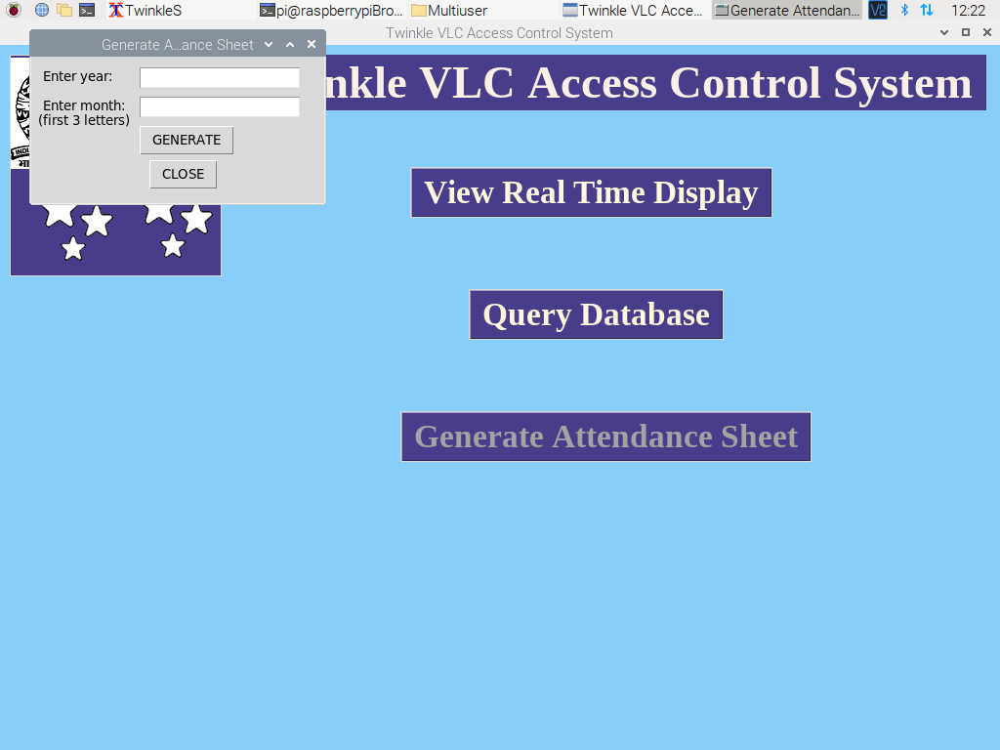 TwinkleS
pi@raspberrypiBro...
Multiuser
Twinkle VLC Acce...
Generate Attendan...
12:22
Twinkle VLC Access Control System
Generate A...ance Sheet
Enter year:
Enter month:
(first 3 letters)
GENERATE
CLOSE
nkle VLC Access Control System
View Real Time Display
Query Database
Generate Attendance Sheet